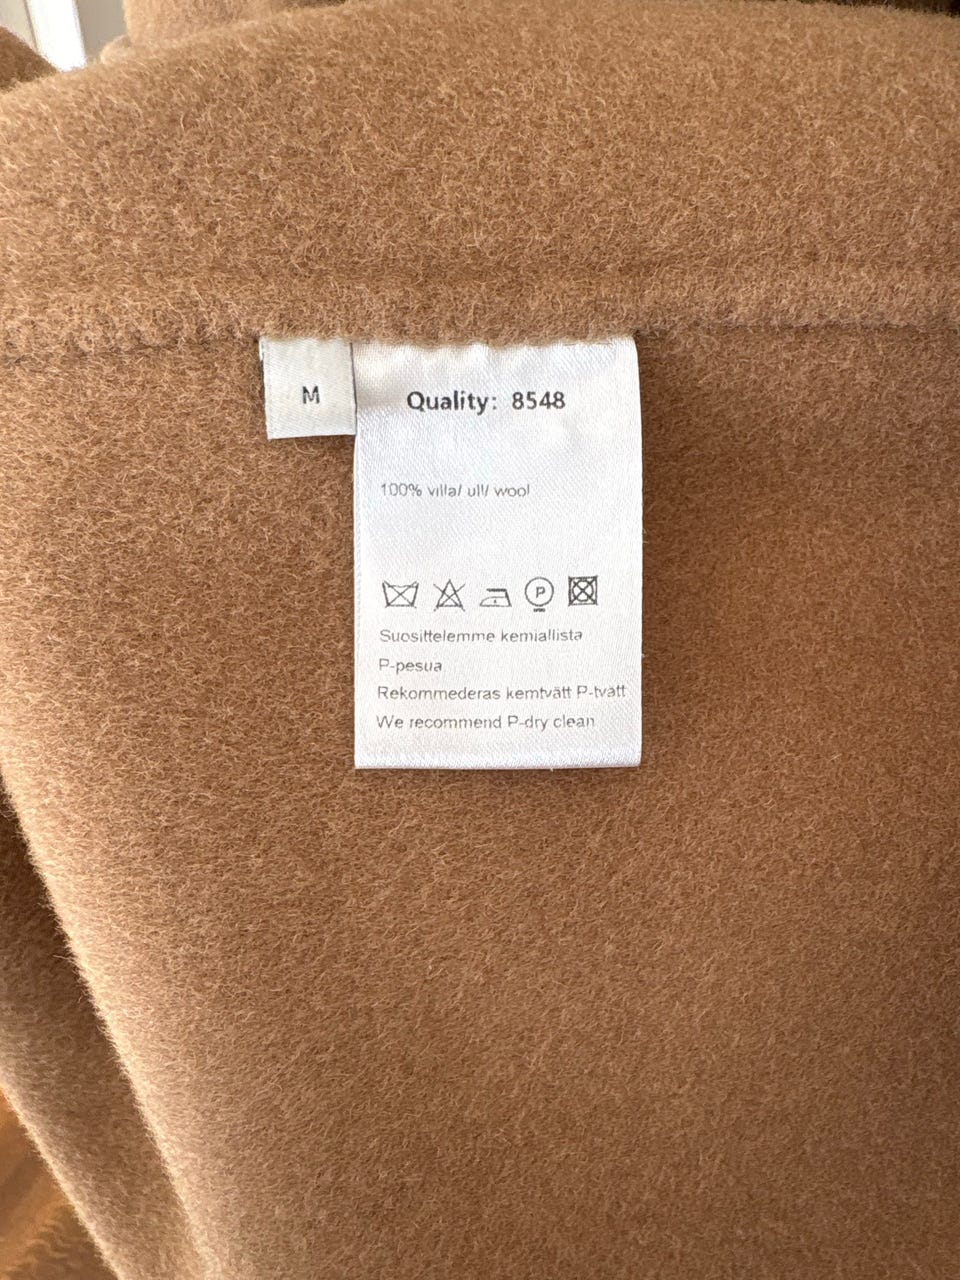 M
Quality: 8548
100% villa/ ull/ wool
P
Suosittelemme kemiallista
P-pesua
Rekommederas kemtvätt P-tvätt
We recommend P-dry clean